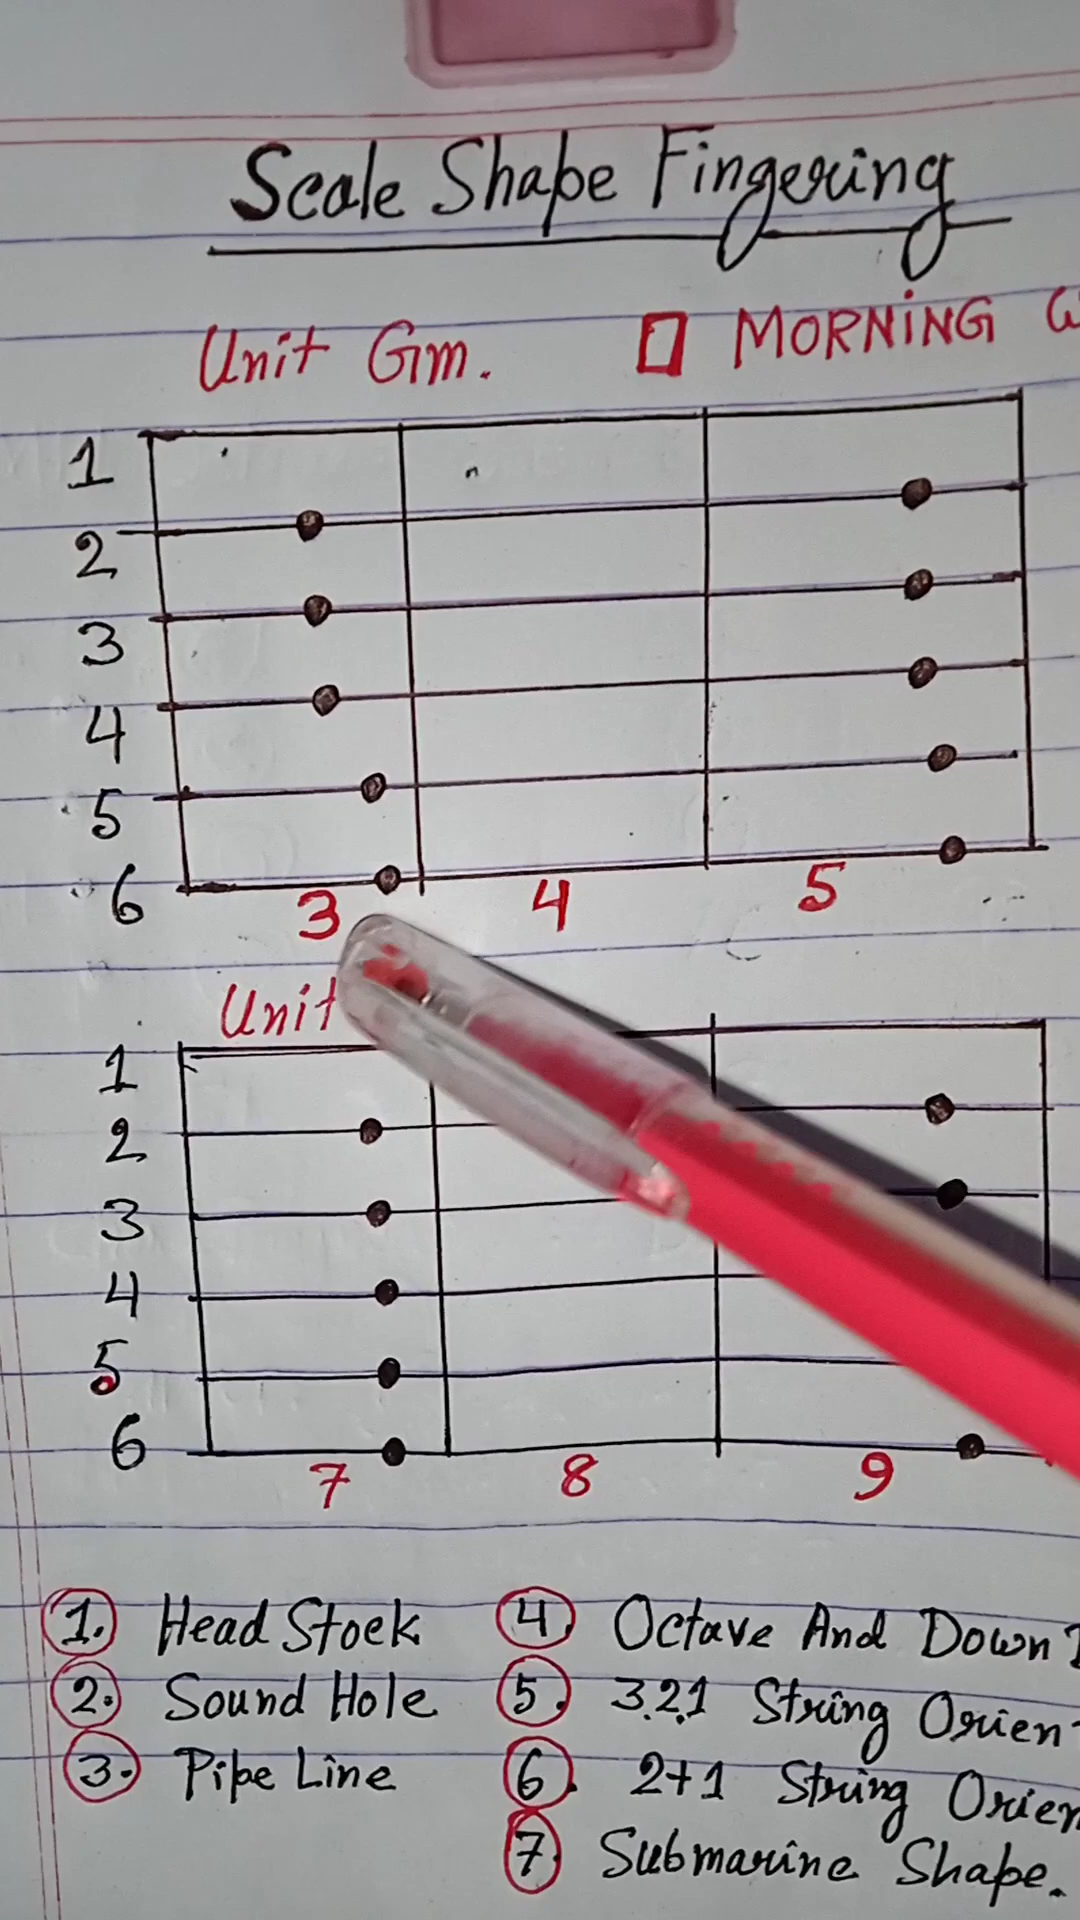 Scale Shape Fingering
Unit Gm. MORNING
1
2
3
4
5
6
3 4 5
Unit
1
2
3
4
5
6
7 8 9
1. Head Stock 4. Octave And Down
2. Sound Hole 5. 3.2.1 String
3. Pipe Line 6. 2+1 String
7. Submarine Shape.